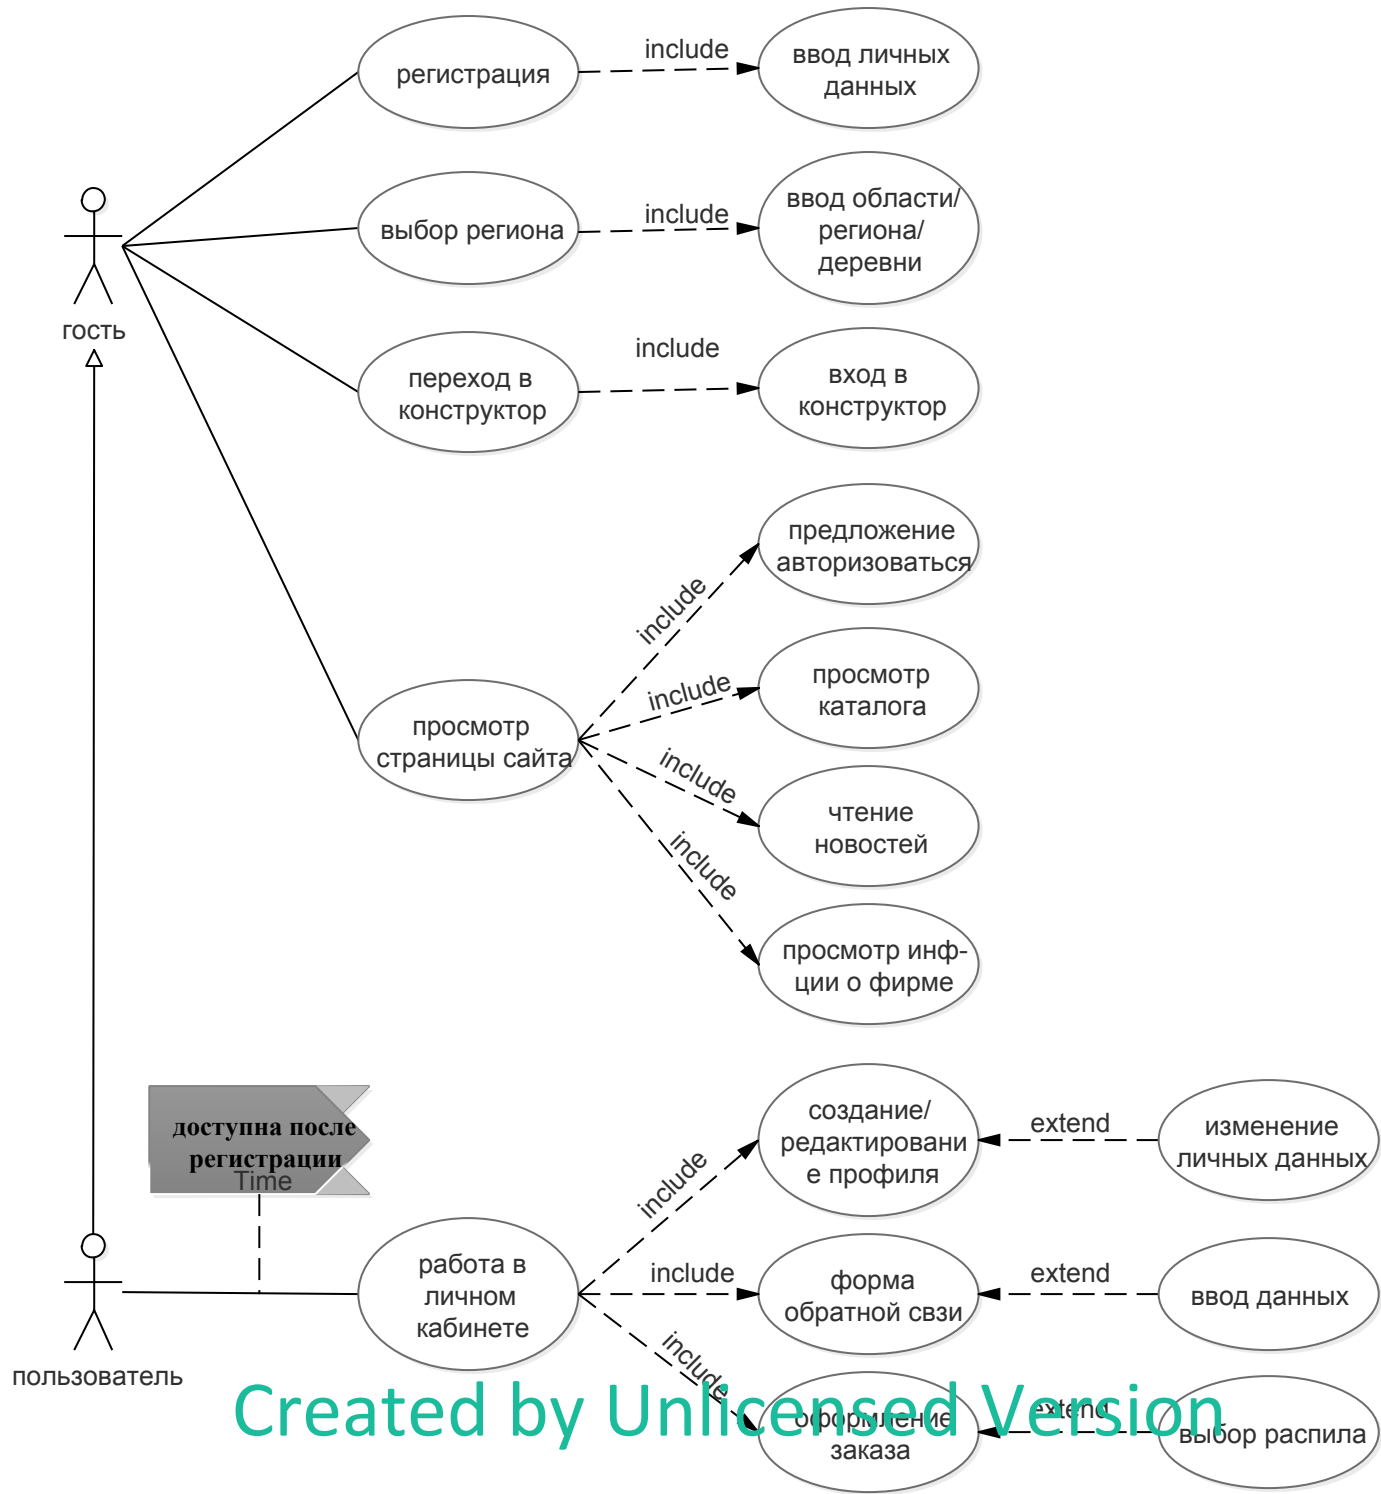 регистрация
include
ввод личных
данных
выбор региона
include
ввод области/
региона/
деревни
гость
переход в
конструктор
include
вход в
конструктор
предложение
авторизоваться
include
просмотр
каталога
include
просмотр
страницы сайта
include
чтение
новостей
include
просмотр инф-
ции о фирме
доступна после
регистрации
Time
создание/
редактировани
е профиля
extend
изменение
личных данных
include
работа в
личном
кабинете
include
форма
обратной свзи
extend
ввод данных
пользователь
include
оформление
заказа
extend
выбор распила
Created by Unlicensed Version